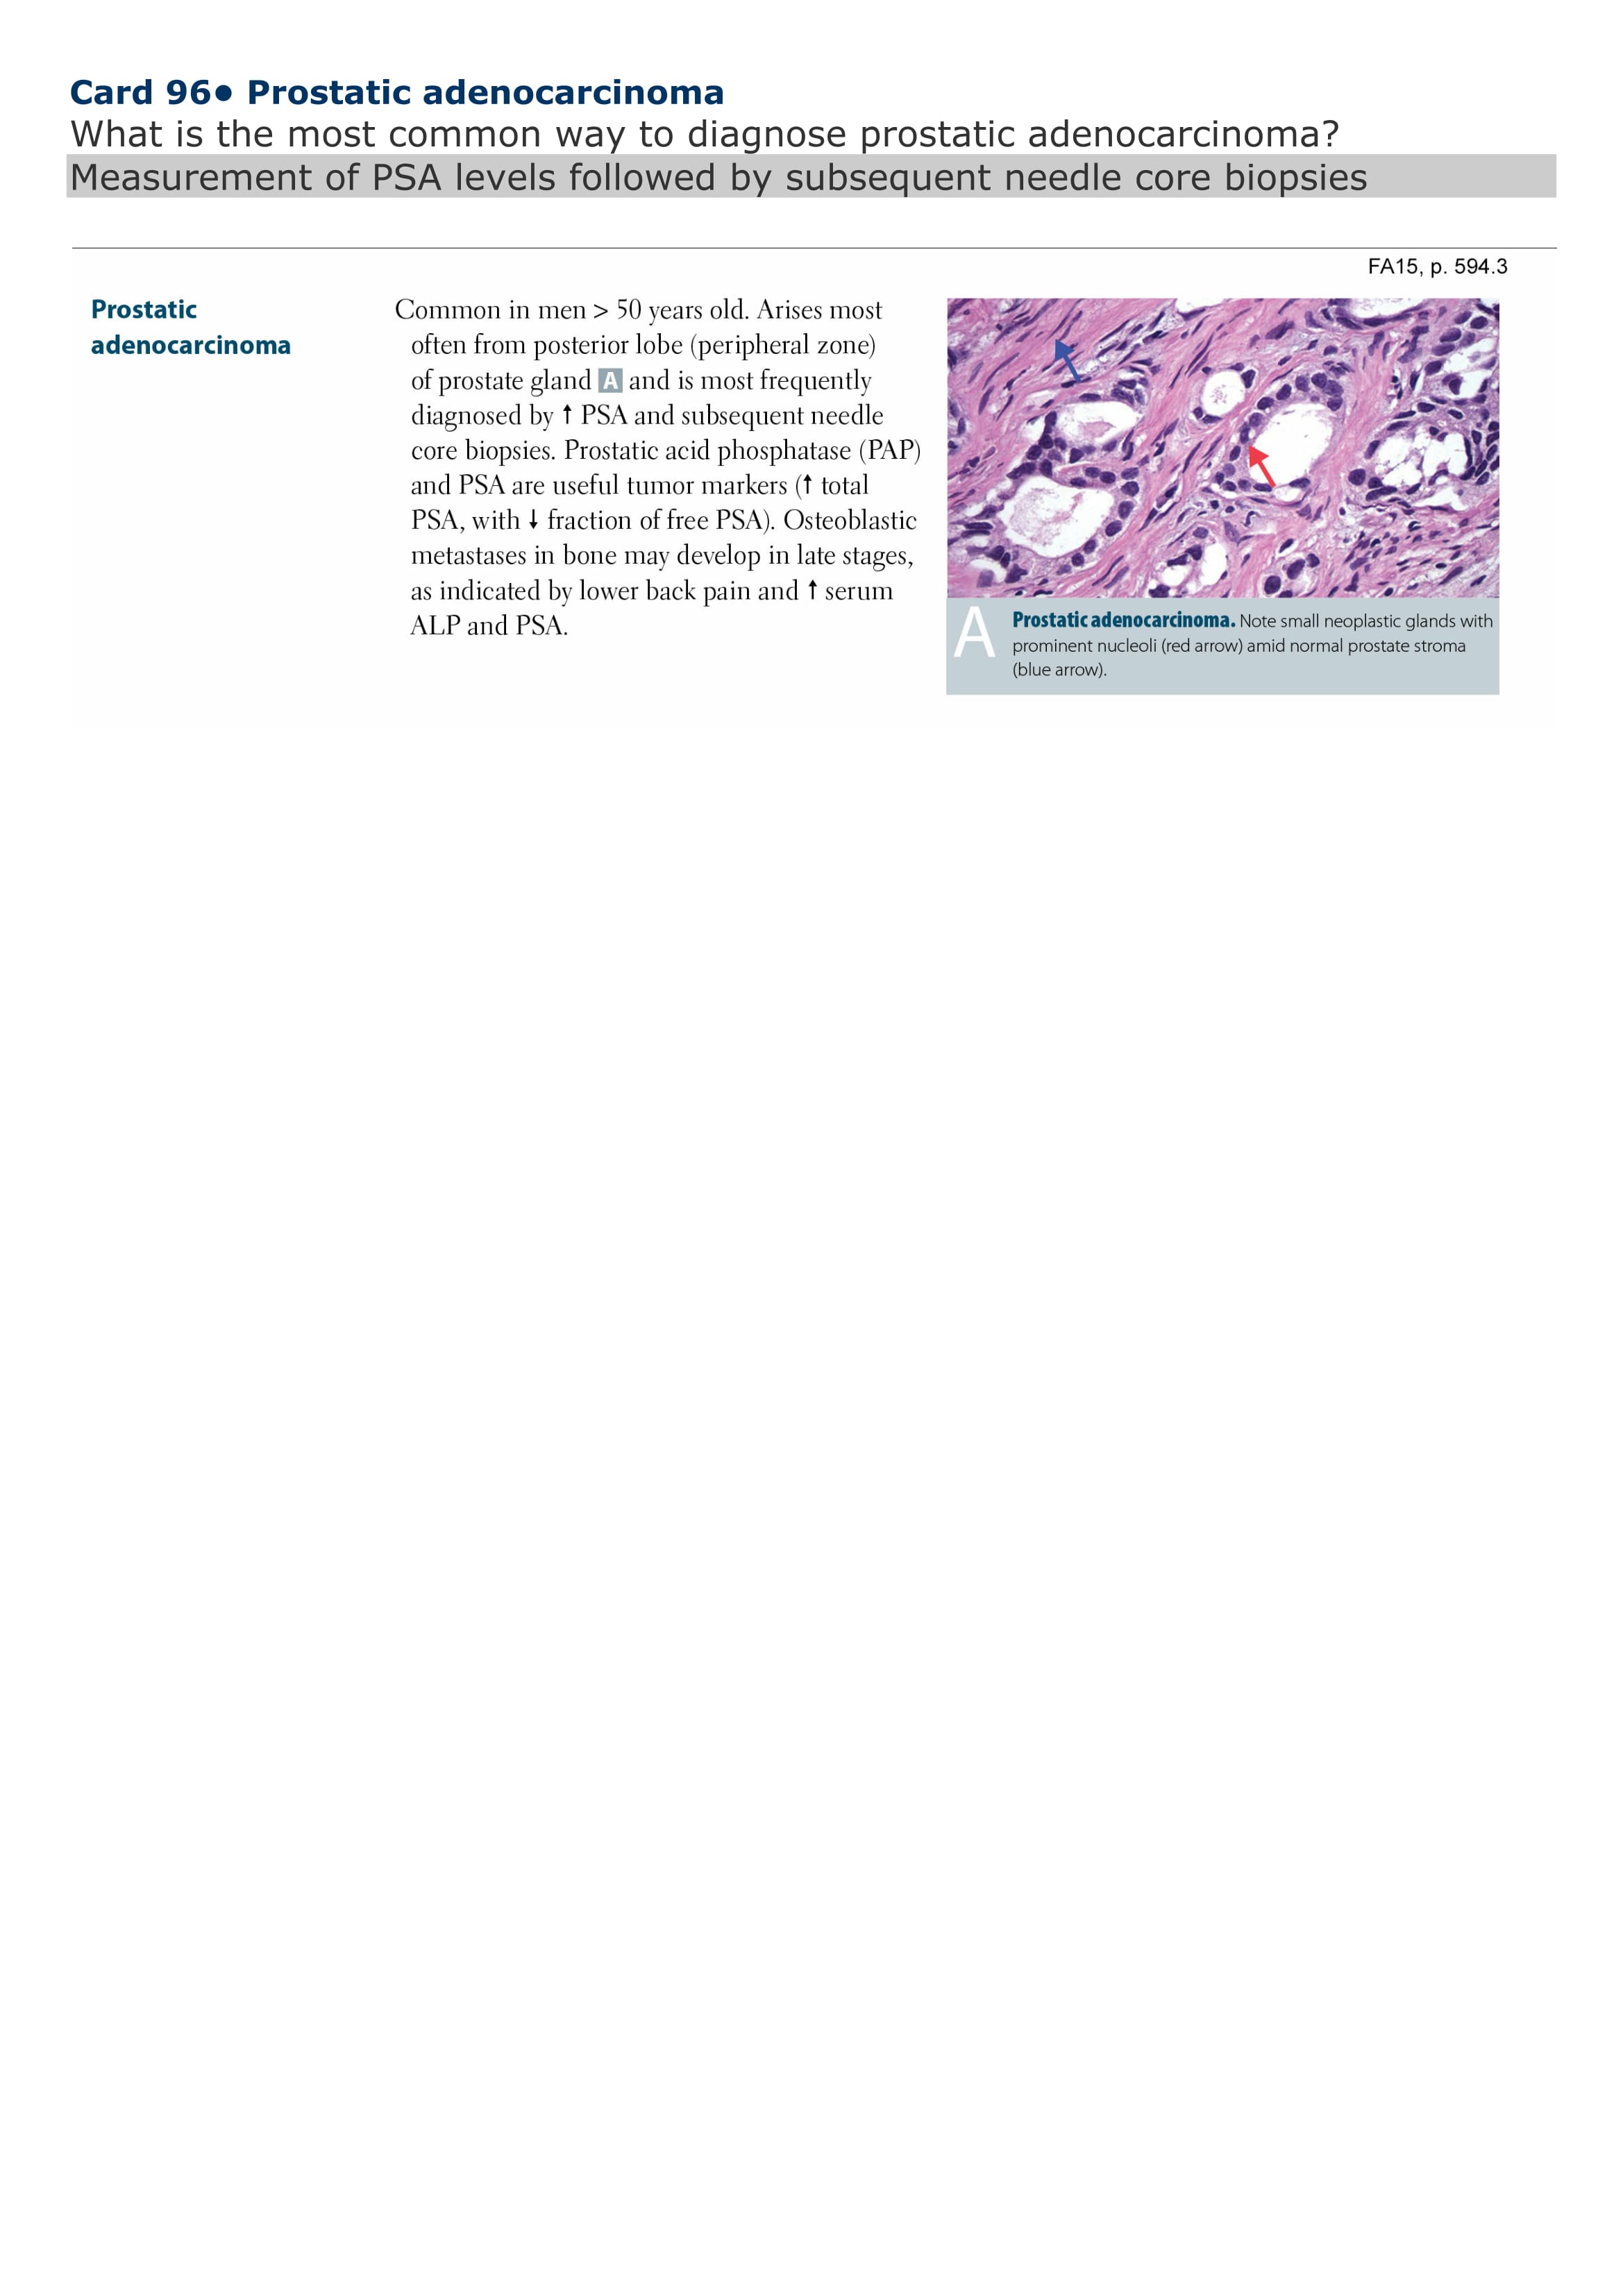 Card 96● Prostatic adenocarcinoma
What is the most common way to diagnose prostatic adenocarcinoma?
Measurement of PSA levels followed by subsequent needle core biopsies
FA15, p. 594.3
Prostatic
adenocarcinoma
Common in men > 50 years old. Arises most
often from posterior lobe (peripheral zone)
of prostate gland A and is most frequently
diagnosed by ↑ PSA and subsequent needle
core biopsies. Prostatic acid phosphatase (PAP)
and PSA are useful tumor markers (↑ total
PSA, with ↓ fraction of free PSA). Osteoblastic
metastases in bone may develop in late stages,
as indicated by lower back pain and ↑ serum
ALP and PSA.
A
Prostatic adenocarcinoma. Note small neoplastic glands with
prominent nucleoli (red arrow) amid normal prostate stroma
(blue arrow).